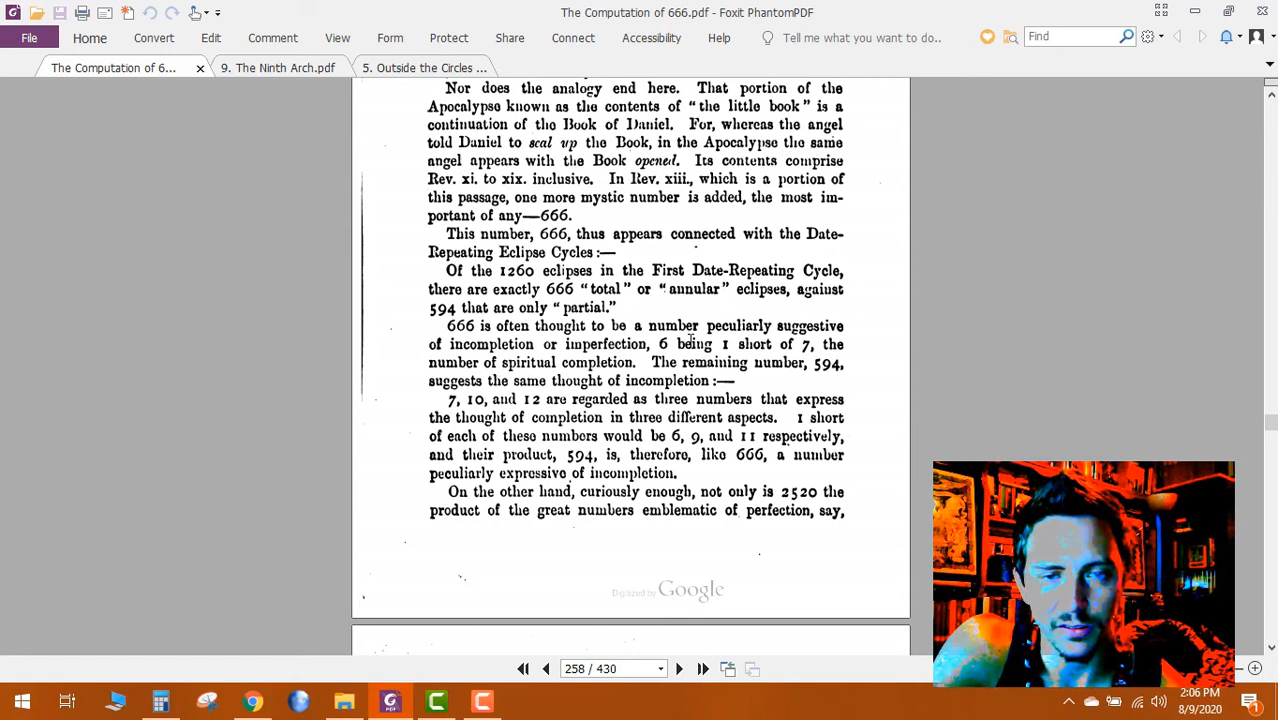 The Computation of 666.pdf - Foxit PhantomPDF
File Home Convert Edit Comment View Form Protect Share Connect Accessibility Help Tell me what you want to do.. Find
The Computation of 6... 9. The Ninth Arch.pdf 5. Outside the Circles ...
Nor does the analogy end here. That portion of the
Apocalypse known as the contents of "the little book" is a
continuation of the Book of Daniel. For, whereas the angel
told Daniel to seal up the Book, in the Apocalypse the same
angel appears with the Book opened. Its contents comprise
Rev. xi. to xix. inclusive. In Rev. xiii., which is a portion of
this passage, one more mystic number is added, the most im-
portant of any—666.
This number, 666, thus appears connected with the Date-
Repeating Eclipse Cycles :—
Of the 1260 eclipses in the First Date-Repeating Cycle,
there are exactly 666 "total" or "annular" eclipses, against
594 that are only "partial."
666 is often thought to be a number peculiarly suggestive
of incompletion or imperfection, 6 being 1 short of 7, the
number of spiritual completion. The remaining number, 594,
suggests the same thought of incompletion :—
7, 10, and 12 are regarded as three numbers that express
the thought of completion in three different aspects. 1 short
of each of these numbers would be 6, 9, and 11 respectively,
and their product, 594, is, therefore, like 666, a number
peculiarly expressive of incompletion.
On the other hand, curiously enough, not only is 2520 the
product of the great numbers emblematic of perfection, say,
Digitized by Google
258 / 430
2:06 PM
8/9/2020
1